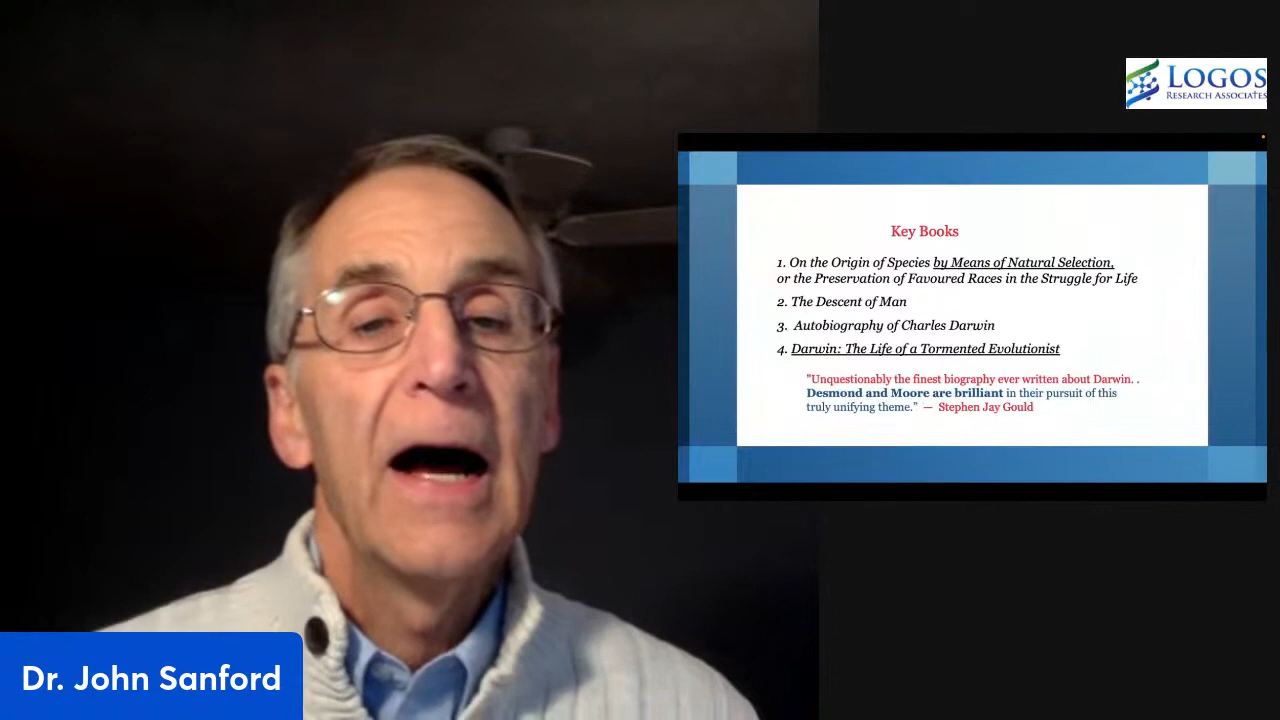 LOGOS
RESEARCH ASSOCIATES
Key Books
1. On the Origin of Species by Means of Natural Selection,
or the Preservation of Favoured Races in the Struggle for Life
2. The Descent of Man
3. Autobiography of Charles Darwin
4. Darwin: The Life of a Tormented Evolutionist
"Unquestionably the finest biography ever written about Darwin. .
Desmond and Moore are brilliant in their pursuit of this
truly unifying theme." — Stephen Jay Gould
Dr. John Sanford